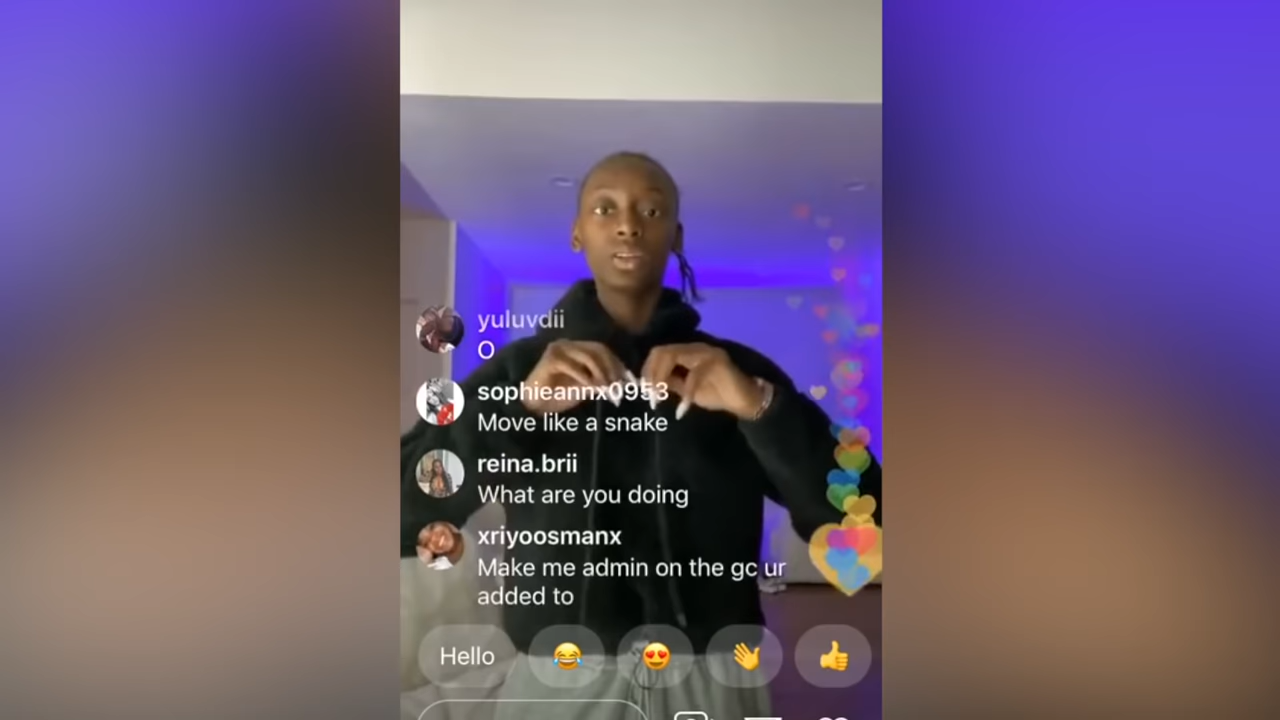 yuluvdii
O
sophieannx0953
Move like a snake
reina.brii
What are you doing
xriyoosmanx
Make me admin on the gc ur
added to
Hello